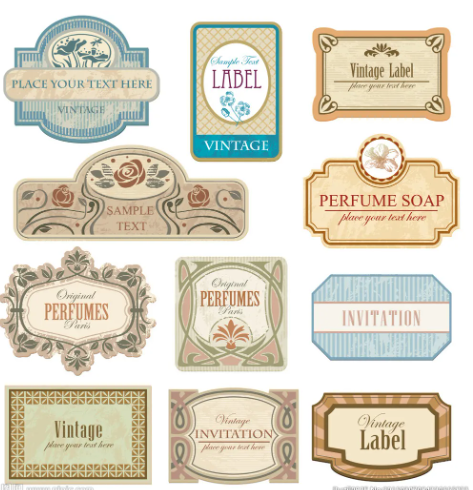 PLACE YOUR TEXT HERE
VINTAGE
Sample Text
LABEL
VINTAGE
Vintage Label
place your text here
SAMPLE
TEXT
PERFUME SOAP
place your text here
Original
PERFUMES
Paris
Original
PERFUMES
Paris
INVITATION
Vintage
place your text here
Vintage
INVITATION
place your text here
Vintage
Label